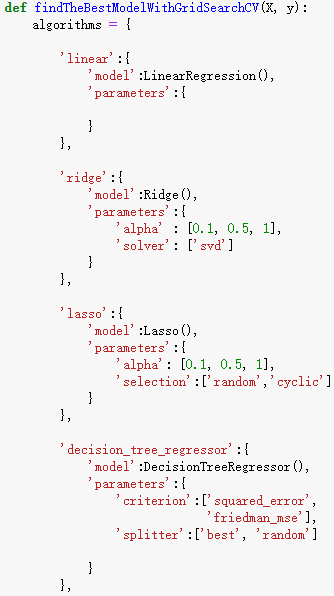 def findTheBestModelWithGridSearchCV(X, y):
    algorithms = {
        'linear':{
            'model':LinearRegression(),
            'parameters':{
            }
        },
        'ridge':{
            'model':Ridge(),
            'parameters':{
                'alpha' : [0.1, 0.5, 1],
                'solver': ['svd']
            }
        },
        'lasso':{
            'model':Lasso(),
            'parameters':{
                'alpha': [0.1, 0.5, 1],
                'selection':['random','cyclic']
            }
        },
        'decision_tree_regressor':{
            'model':DecisionTreeRegressor(),
            'parameters':{
                'criterion':['squared_error',
                             'friedman_mse'],
                'splitter':['best', 'random']
            }
        },